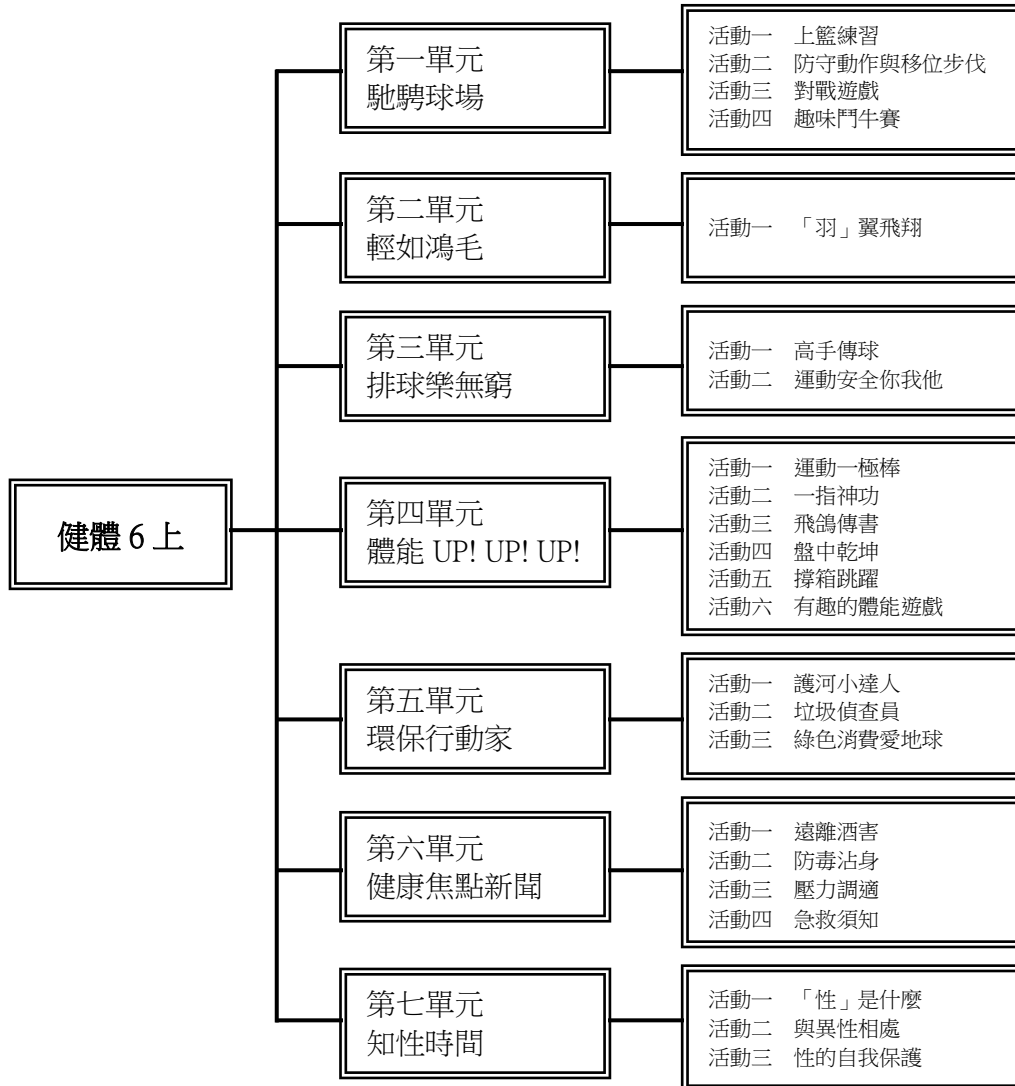 健體 6 上
第一單元
馳騁球場
活動一 上籃練習
活動二 防守動作與移位步伐
活動三 對戰遊戲
活動四 趣味鬥牛賽
第二單元
輕如鴻毛
活動一 「羽」翼飛翔
第三單元
排球樂無窮
活動一 高手傳球
活動二 運動安全你我他
第四單元
體能 UP! UP! UP!
活動一 運動一極棒
活動二 一指神功
活動三 飛鴿傳書
活動四 盤中乾坤
活動五 撐箱跳躍
活動六 有趣的體能遊戲
第五單元
環保行動家
活動一 護河小達人
活動二 垃圾偵查員
活動三 綠色消費愛地球
第六單元
健康焦點新聞
活動一 遠離酒害
活動二 防毒沾身
活動三 壓力調適
活動四 急救須知
第七單元
知性時間
活動一 「性」是什麼
活動二 與異性相處
活動三 性的自我保護